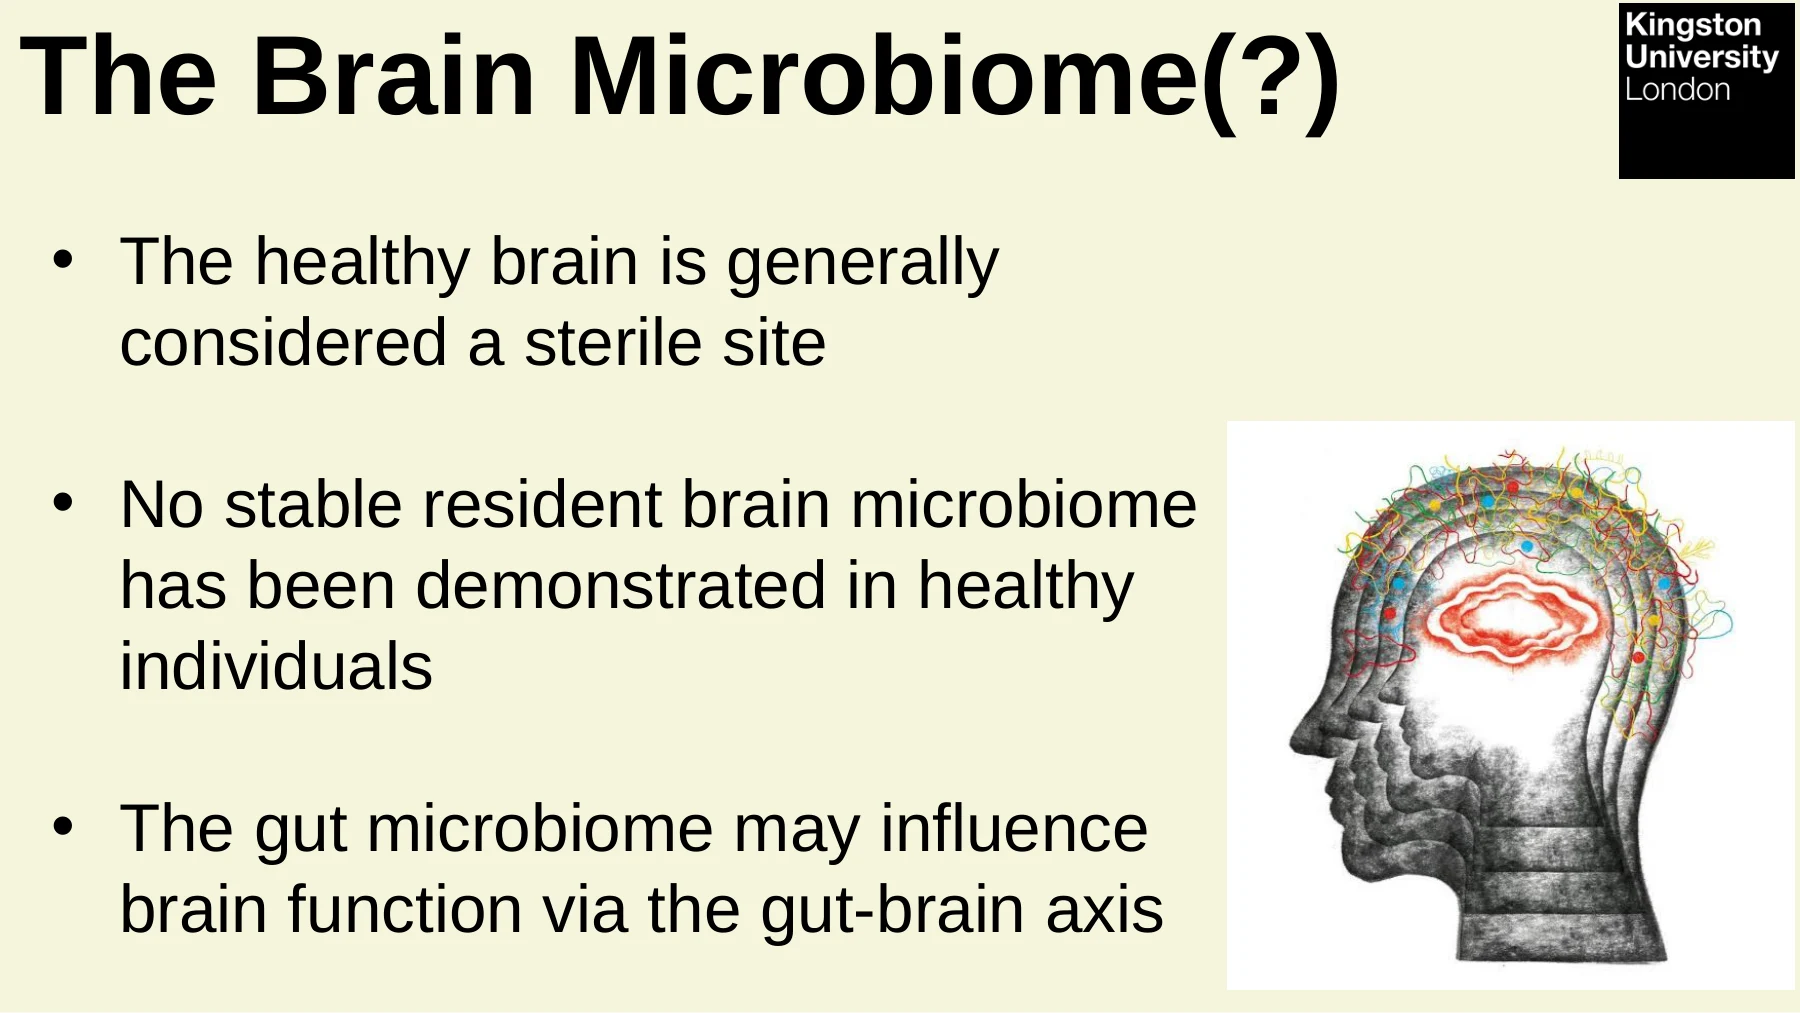 The Brain Microbiome(?)
Kingston
University
London
• The healthy brain is generally
considered a sterile site
• No stable resident brain microbiome
has been demonstrated in healthy
individuals
• The gut microbiome may influence
brain function via the gut-brain axis